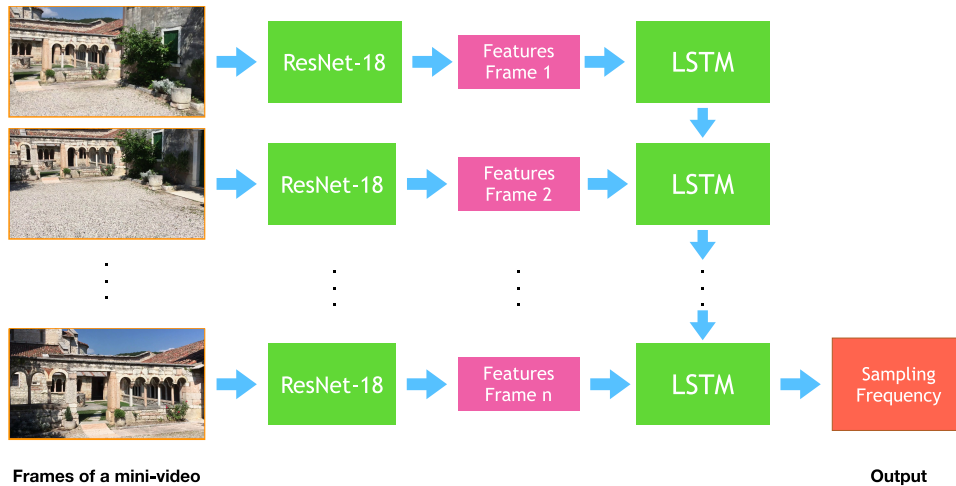 ResNet-18
Features
Frame 1
LSTM
ResNet-18
Features
Frame 2
LSTM
ResNet-18
Features
Frame n
LSTM
Sampling
Frequency
Frames of a mini-video
Output